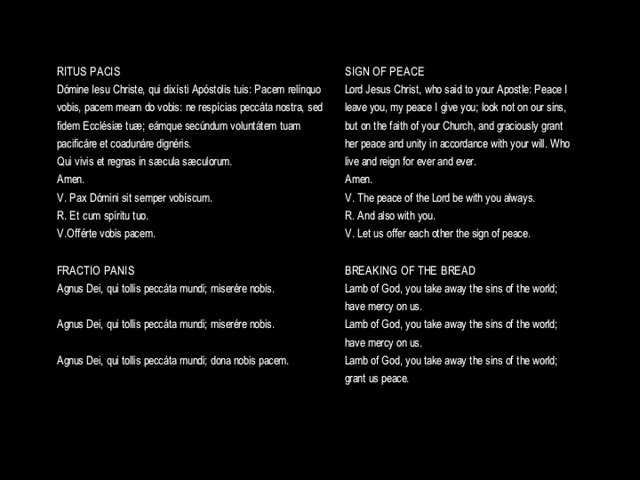 RITUS PACIS
Dómine Iesu Christe, qui dixísti Apóstolis tuis: Pacem relínquo
vobis, pacem meam do vobis: ne respícias peccáta nostra, sed
fidem Ecclésiæ tuæ; eámque secúndum voluntátem tuam
pacificáre et coadunáre dignéris.
Qui vivis et regnas in sæcula sæculorum.
Amen.
V. Pax Dómini sit semper vobíscum.
R. Et cum spíritu tuo.
V.Offérte vobis pacem.
FRACTIO PANIS
Agnus Dei, qui tollis peccáta mundi; miserére nobis.
Agnus Dei, qui tollis peccáta mundi; miserére nobis.
Agnus Dei, qui tollis peccáta mundi; dona nobis pacem.
SIGN OF PEACE
Lord Jesus Christ, who said to your Apostle: Peace I
leave you, my peace I give you; look not on our sins,
but on the faith of your Church, and graciously grant
her peace and unity in accordance with your will. Who
live and reign for ever and ever.
Amen.
V. The peace of the Lord be with you always.
R. And also with you.
V. Let us offer each other the sign of peace.
BREAKING OF THE BREAD
Lamb of God, you take away the sins of the world;
have mercy on us.
Lamb of God, you take away the sins of the world;
have mercy on us.
Lamb of God, you take away the sins of the world;
grant us peace.